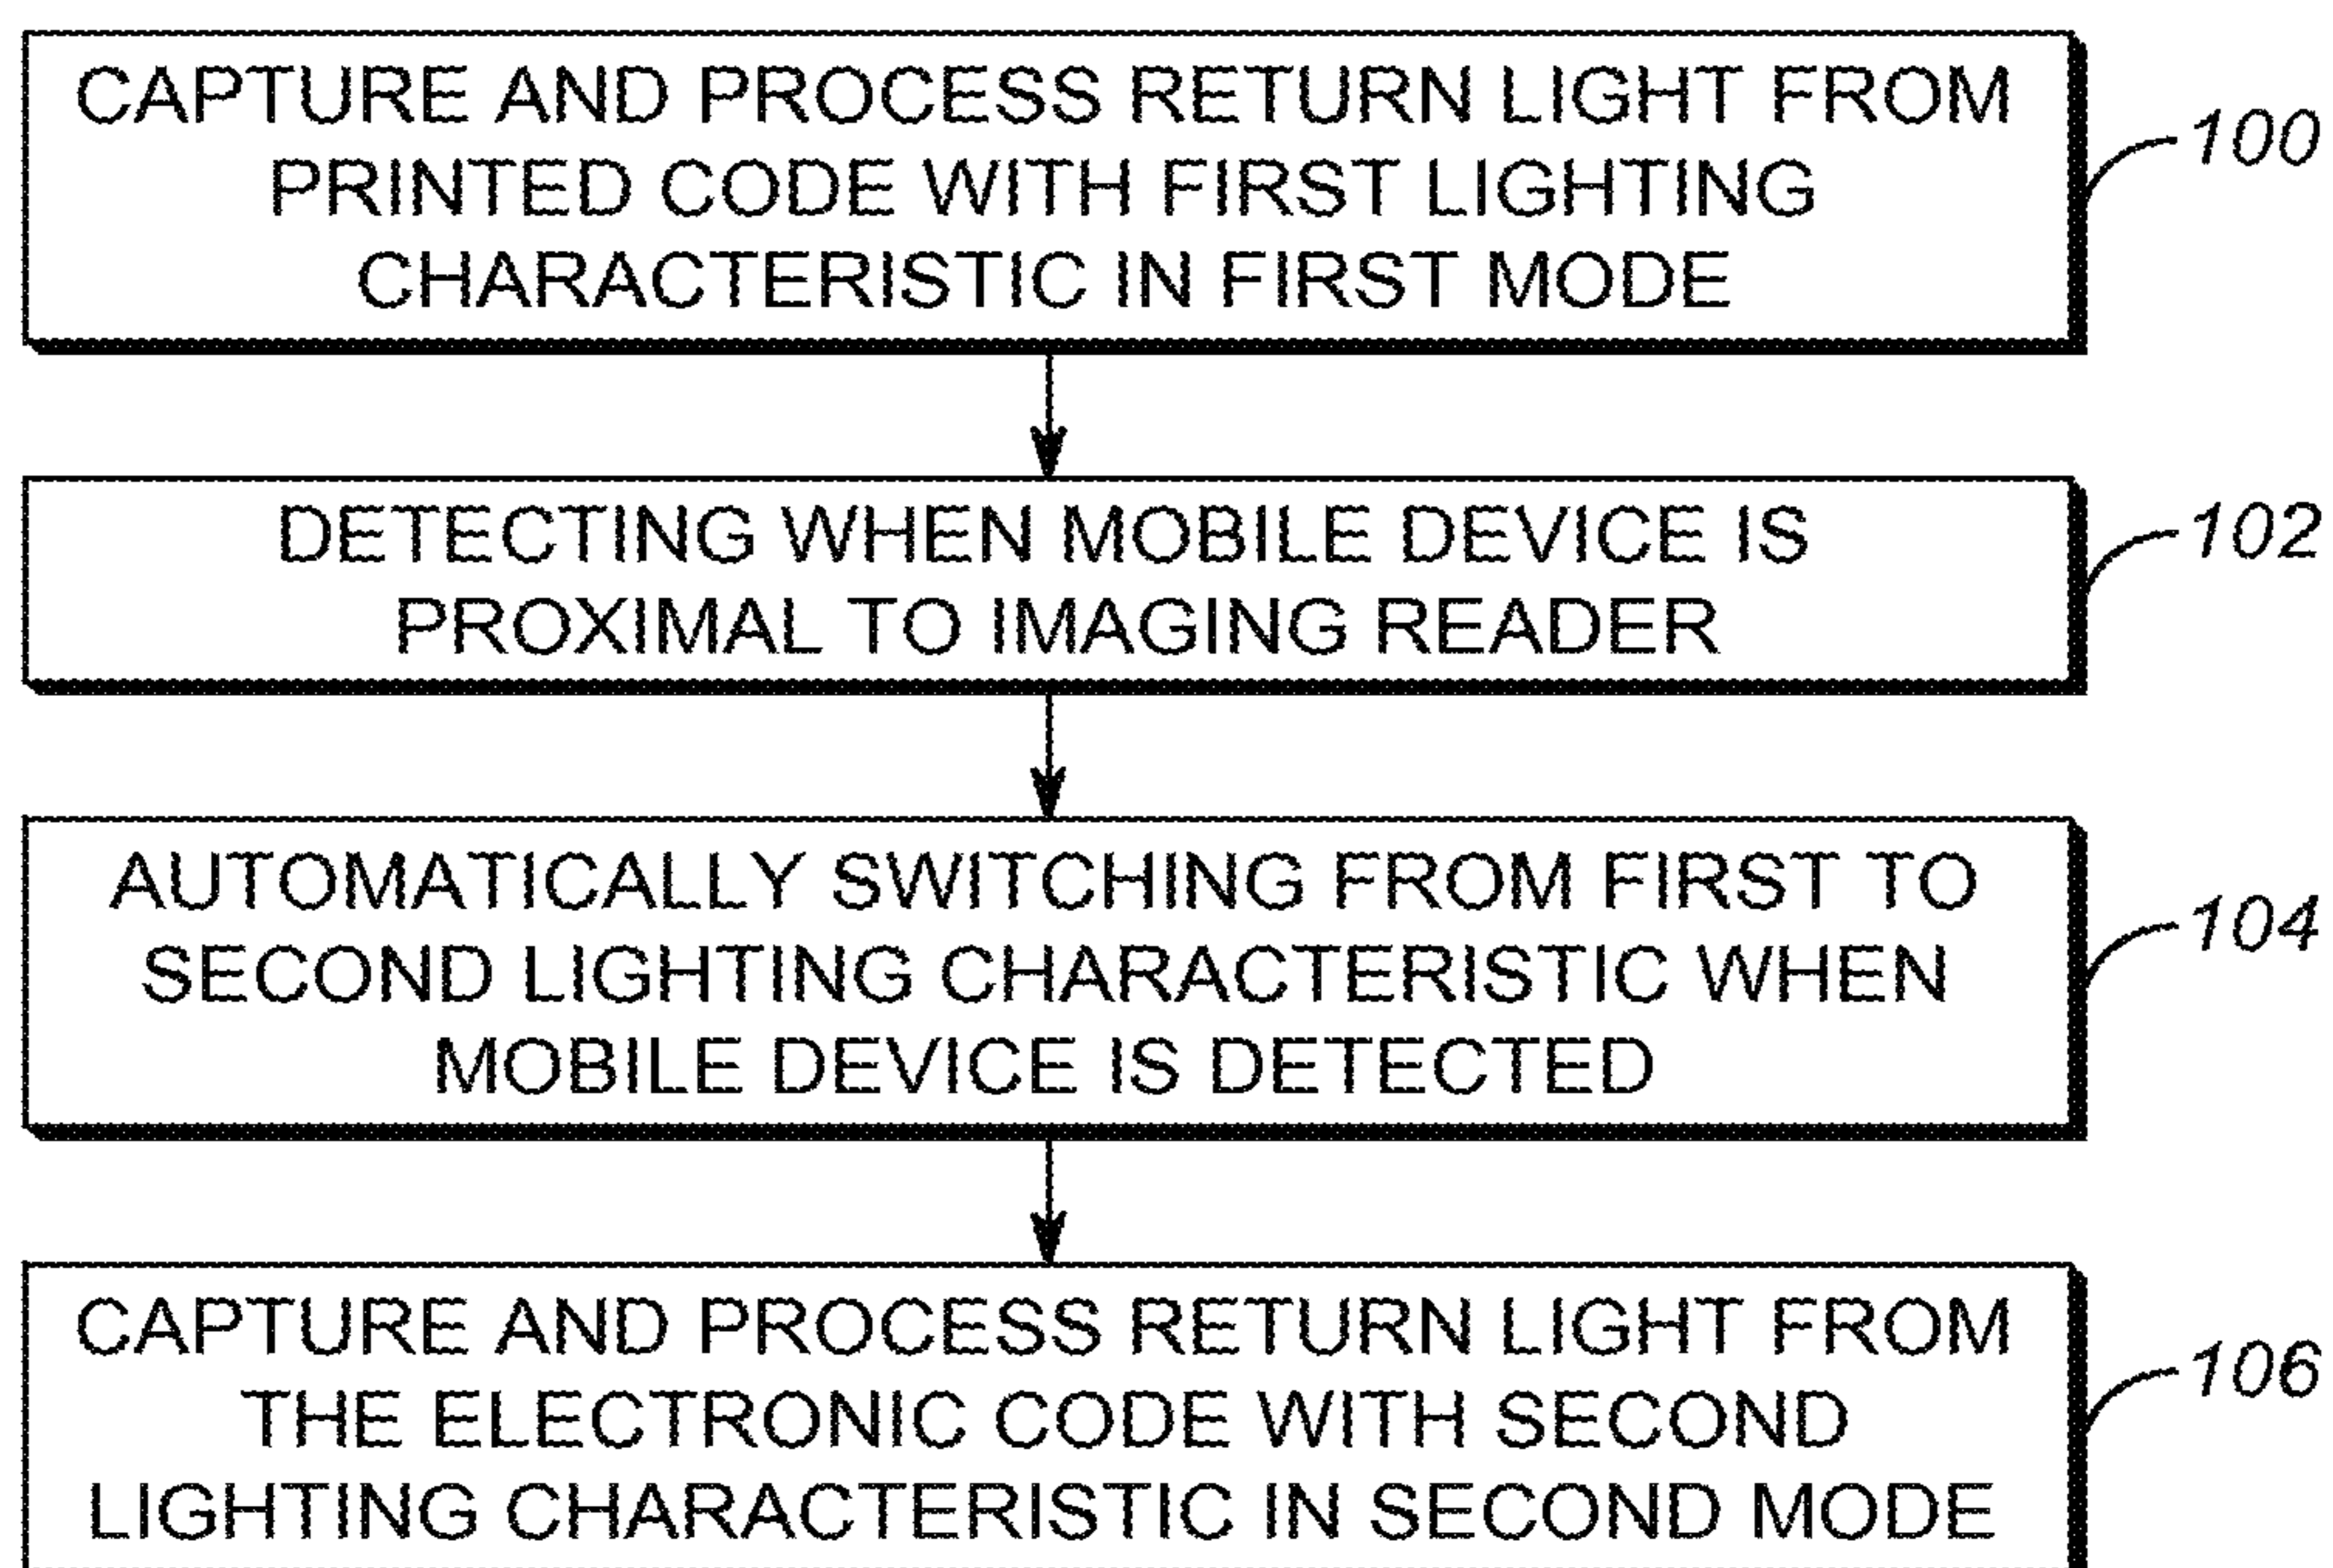 CAPTURE AND PROCESS RETURN LIGHT FROM
PRINTED CODE WITH FIRST LIGHTING
CHARACTERISTIC IN FIRST MODE
100
DETECTING WHEN MOBILE DEVICE IS
PROXIMAL TO IMAGING READER
102
AUTOMATICALLY SWITCHING FROM FIRST TO
SECOND LIGHTING CHARACTERISTIC WHEN
MOBILE DEVICE IS DETECTED
104
CAPTURE AND PROCESS RETURN LIGHT FROM
THE ELECTRONIC CODE WITH SECOND
LIGHTING CHARACTERISTIC IN SECOND MODE
106